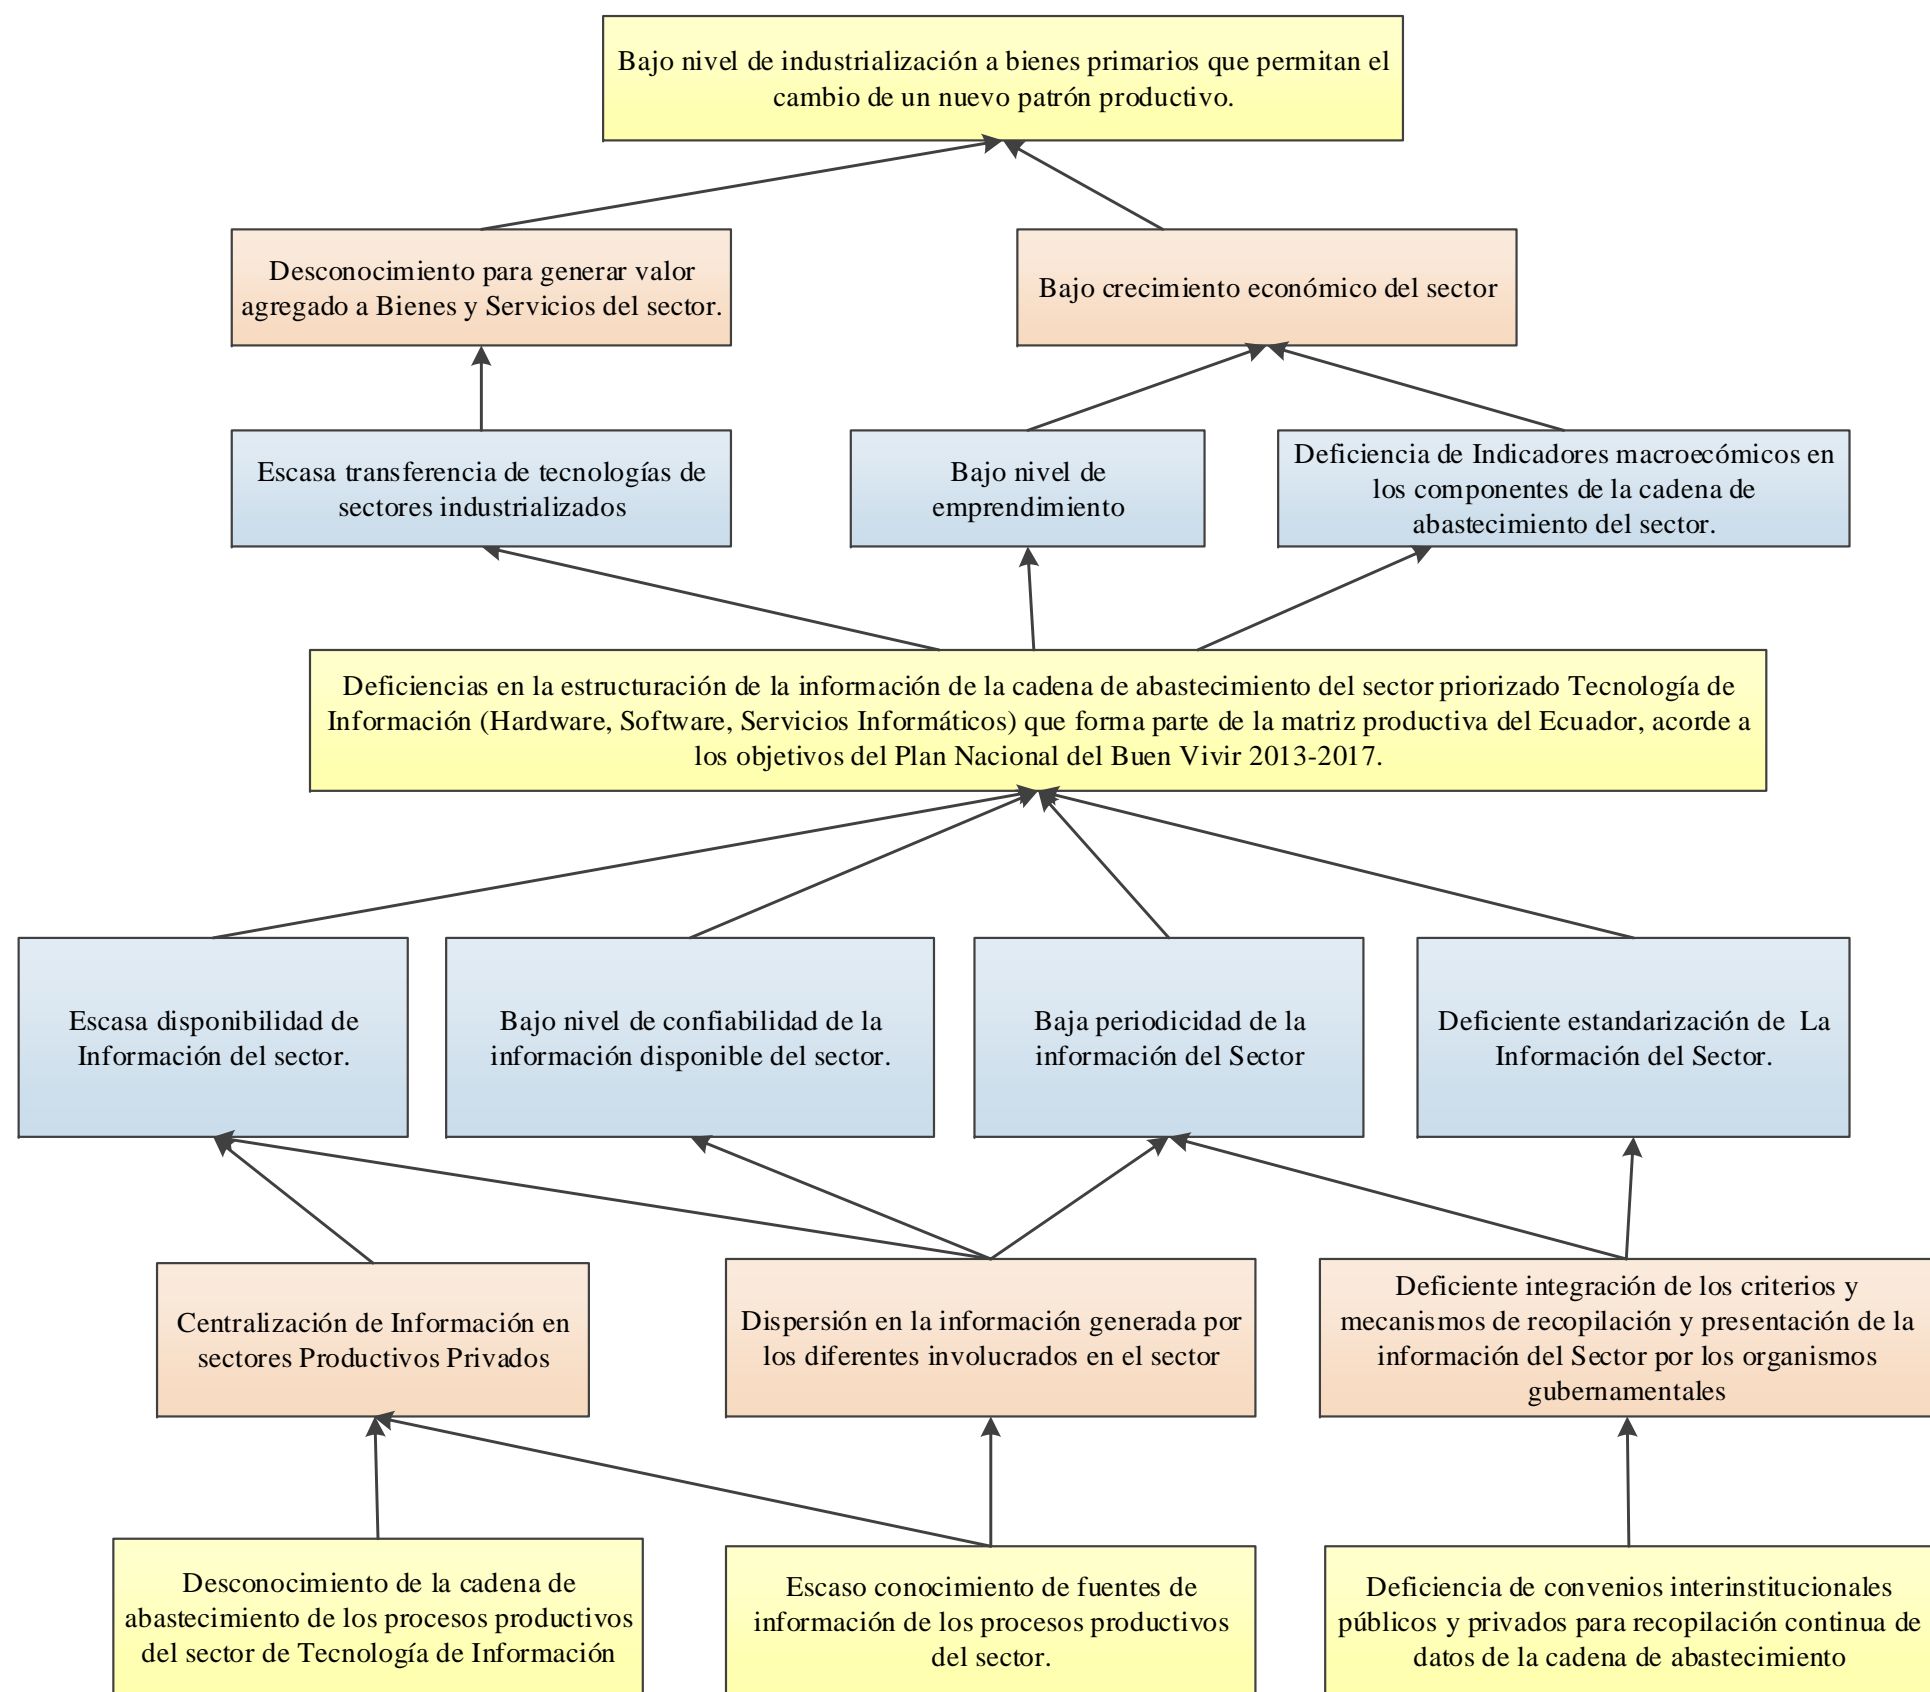 Bajo nivel de industrialización a bienes primarios que permitan el
cambio de un nuevo patrón productivo.
Desconocimiento para generar valor
agregado a Bienes y Servicios del sector.
Bajo crecimiento económico del sector
Escasa transferencia de tecnologías de
sectores industrializados
Bajo nivel de
emprendimiento
Deficiencia de Indicadores macroecómicos en
los componentes de la cadena de
abastecimiento del sector.
Deficiencias en la estructuración de la información de la cadena de abastecimiento del sector priorizado Tecnología de
Información (Hardware, Software, Servicios Informáticos) que forma parte de la matriz productiva del Ecuador, acorde a
los objetivos del Plan Nacional del Buen Vivir 2013-2017.
Escasa disponibilidad de
Información del sector.
Bajo nivel de confiabilidad de la
información disponible del sector.
Baja periodicidad de la
información del Sector
Deficiente estandarización de  La
Información del Sector.
Centralización de Información en
sectores Productivos Privados
Dispersión en la información generada por
los diferentes involucrados en el sector
Deficiente integración de los criterios y
mecanismos de recopilación y presentación de la
información del Sector por los organismos
gubernamentales
Desconocimiento de la cadena de
abastecimiento de los procesos productivos
del sector de Tecnología de Información
Escaso conocimiento de fuentes de
información de los procesos productivos
del sector.
Deficiencia de convenios interinstitucionales
públicos y privados para recopilación continua de
datos de la cadena de abastecimiento